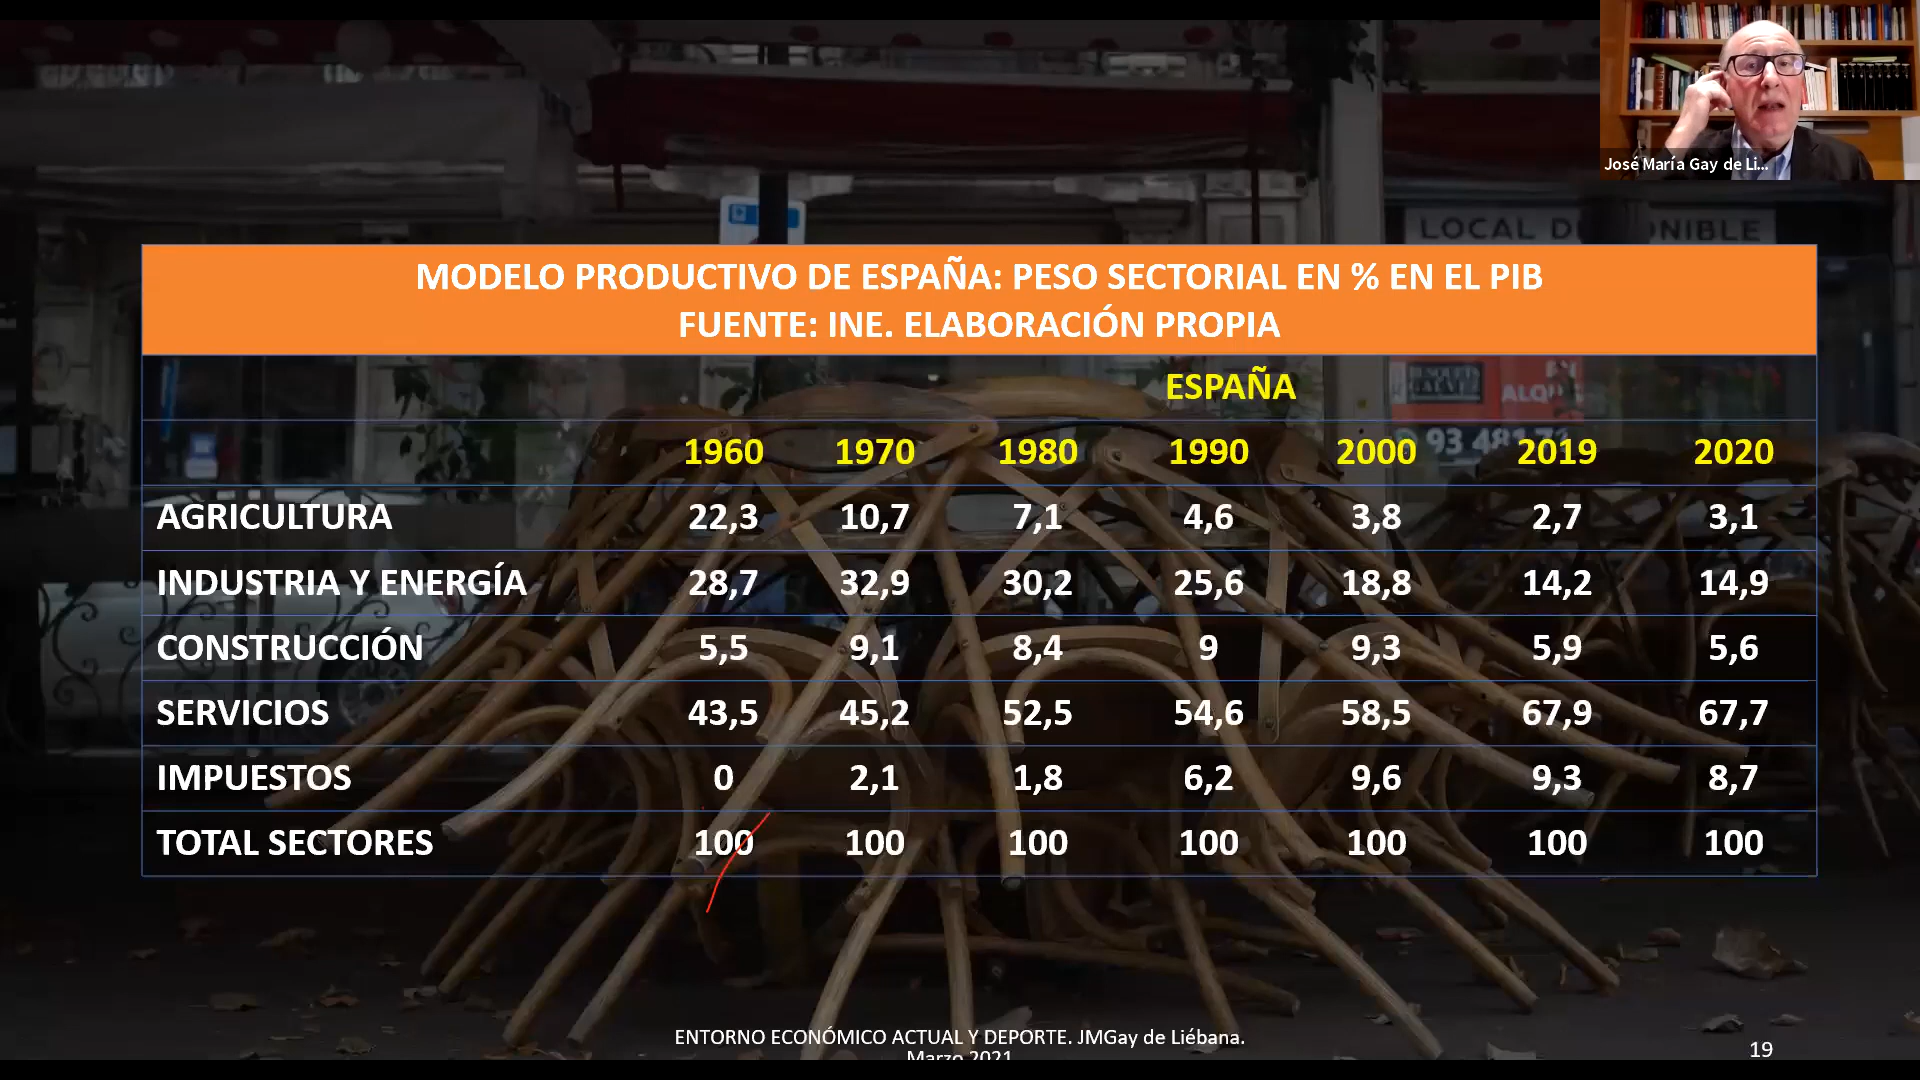 José María Gay de Li...
LOCAL D
NIBLE
MODELO PRODUCTIVO DE ESPAÑA: PESO SECTORIAL EN % EN EL PIB
FUENTE: INE. ELABORACIÓN PROPIA
ESPAÑA
1960 1970 1980 1990 2000 2019 2020
AGRICULTURA 22,3 10,7 7,1 4,6 3,8 2,7 3,1
INDUSTRIA Y ENERGÍA 28,7 32,9 30,2 25,6 18,8 14,2 14,9
CONSTRUCCIÓN 5,5 9,1 8,4 9 9,3 5,9 5,6
SERVICIOS 43,5 45,2 52,5 54,6 58,5 67,9 67,7
IMPUESTOS 0 2,1 1,8 6,2 9,6 9,3 8,7
TOTAL SECTORES 100 100 100 100 100 100 100
ENTORNO ECONÓMICO ACTUAL Y DEPORTE. JMGay de Liébana.
Marzo 2021
19